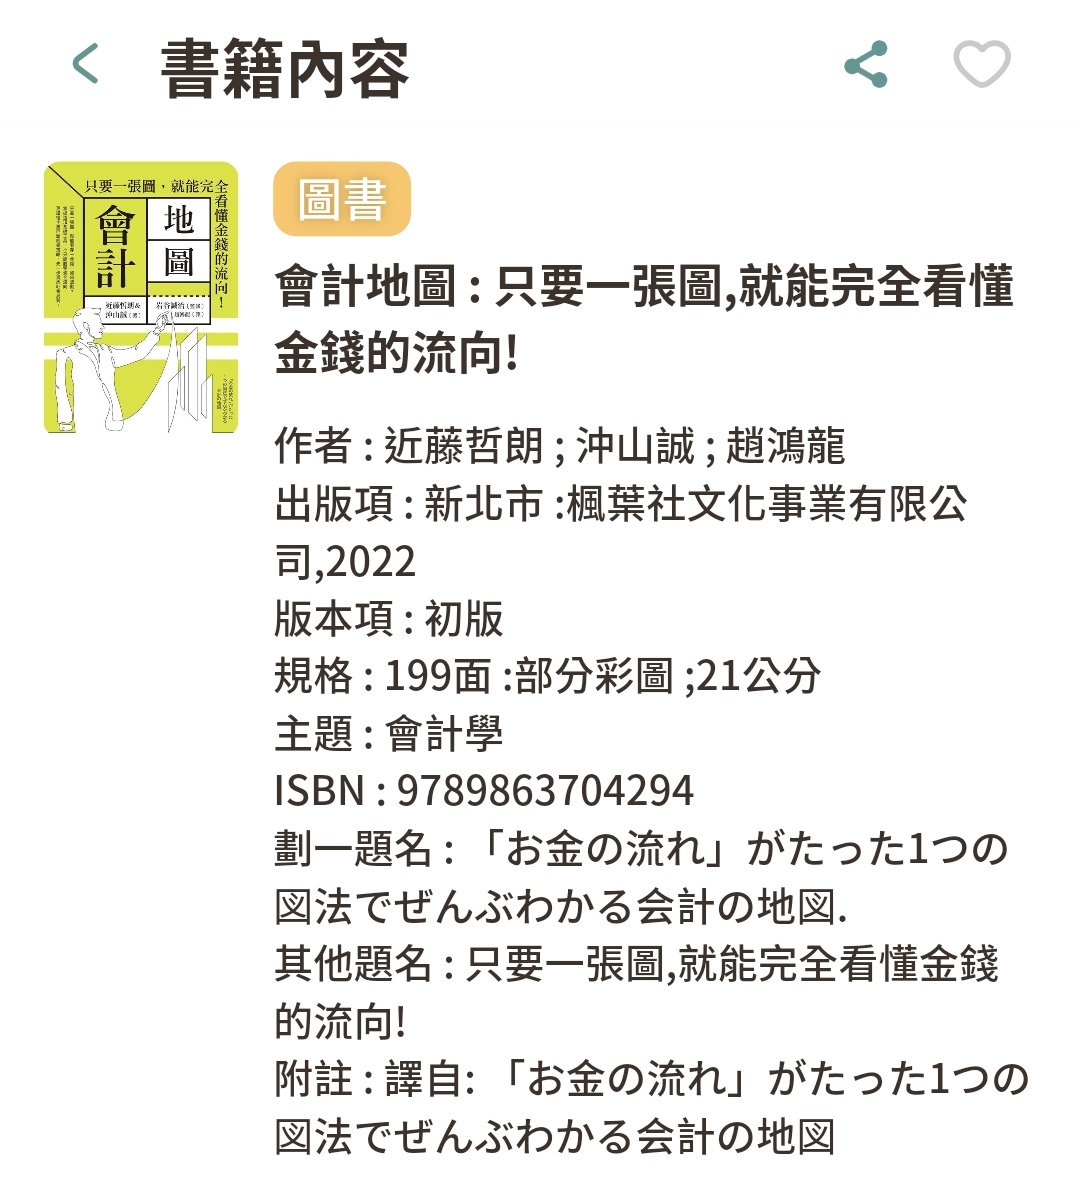 書籍內容
只要一張圖，就能完全看懂金錢的流向！
會計
地圖
近藤哲朗&
沖山誠（著）
岩谷誠治（監修）
圖書
會計地圖 : 只要一張圖,就能完全看懂
金錢的流向!
作者 : 近藤哲朗 ; 沖山誠 ; 趙鴻龍
出版項 : 新北市 :楓葉社文化事業有限公
司,2022
版本項 : 初版
規格 : 199面 :部分彩圖 ;21公分
主題 : 會計學
ISBN : 9789863704294
劃一題名 : 「お金の流れ」がたった1つの
図法でぜんぶわかる会計の地図.
其他題名 : 只要一張圖,就能完全看懂金錢
的流向!
附註 : 譯自: 「お金の流れ」がたった1つの
図法でぜんぶわかる会計の地図